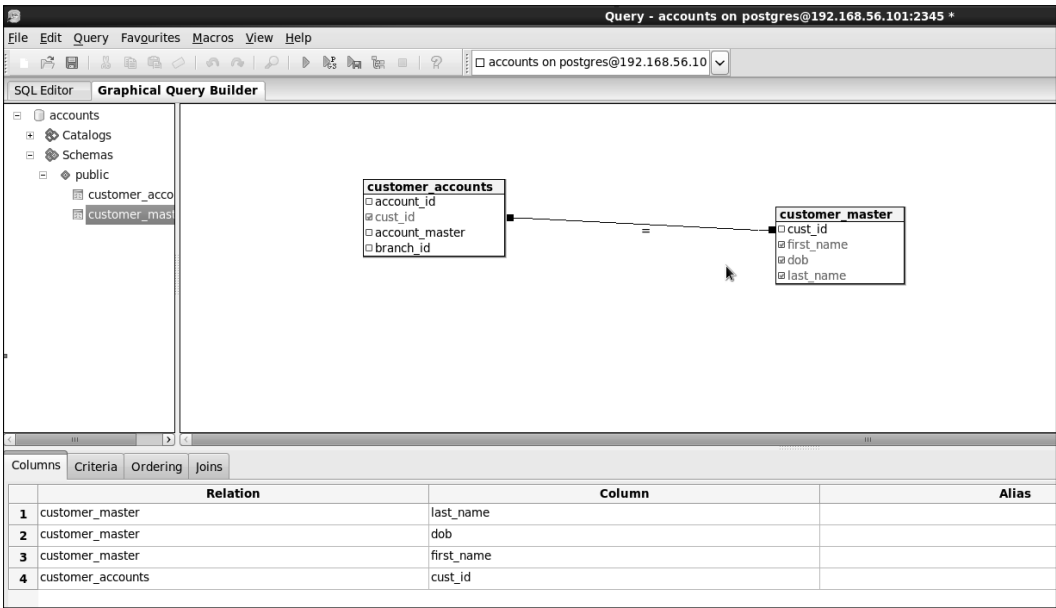 Query - accounts on postgres@192.168.56.101:2345 *
File Edit Query Favourites Macros View Help
accounts on postgres@192.168.56.10
SQL Editor Graphical Query Builder
accounts
Catalogs
Schemas
public
customer_acco
customer_mast
customer_accounts
account_id
cust_id
account_master
branch_id
=
customer_master
cust_id
first_name
dob
last_name
Columns Criteria Ordering Joins
Relation Column Alias
1 customer_master last_name
2 customer_master dob
3 customer_master first_name
4 customer_accounts cust_id